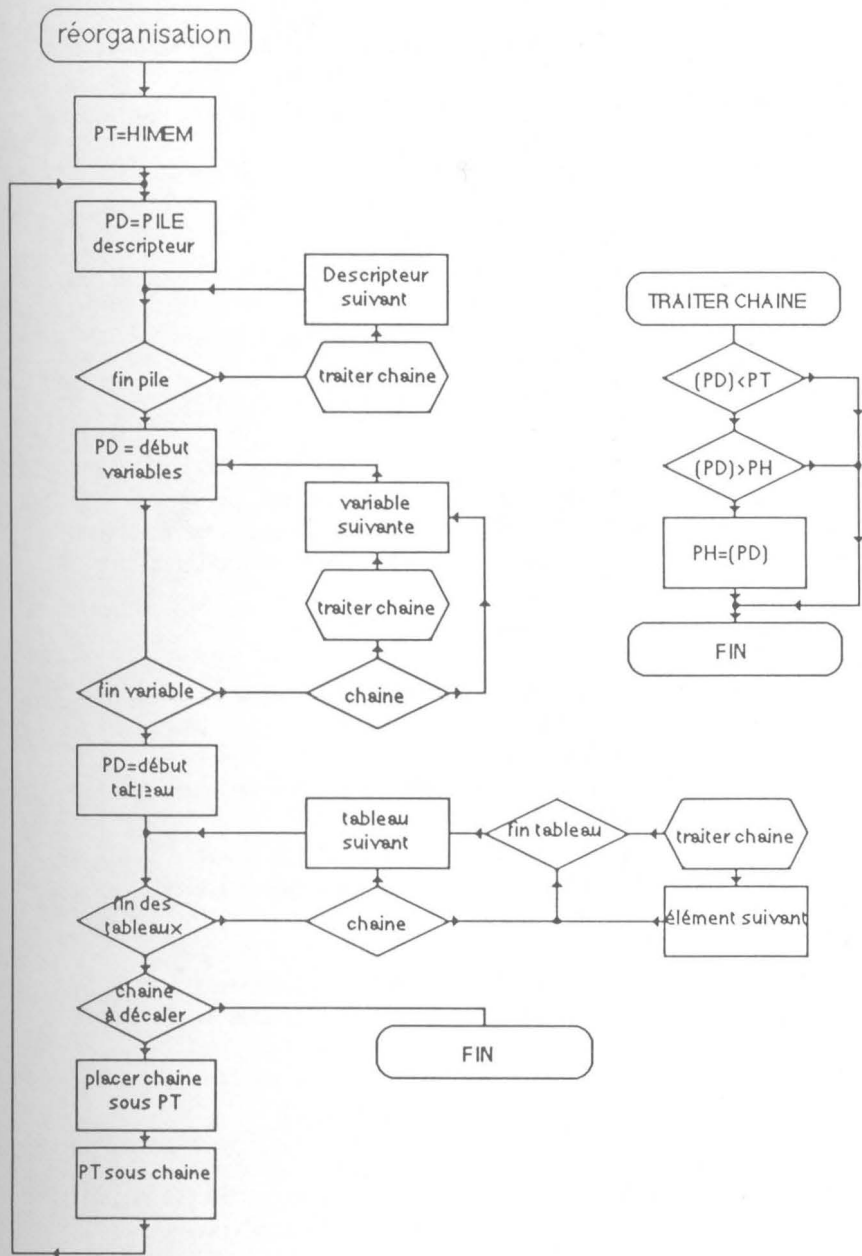 réorganisation
PT=HIMEM
PD=PILE
descripteur
Descripteur
suivant
fin pile
traiter chaine
PD = début
variables
variable
suivante
traiter chaine
fin variable
chaine
PD=début
tableau
tableau
suivant
fin tableau
traiter chaine
fin des
tableaux
chaine
élément suivant
chaine
à décaler
FIN
placer chaine
sous PT
PT sous chaine
TRAITER CHAINE
(PD)<PT
(PD)>PH
PH=(PD)
FIN